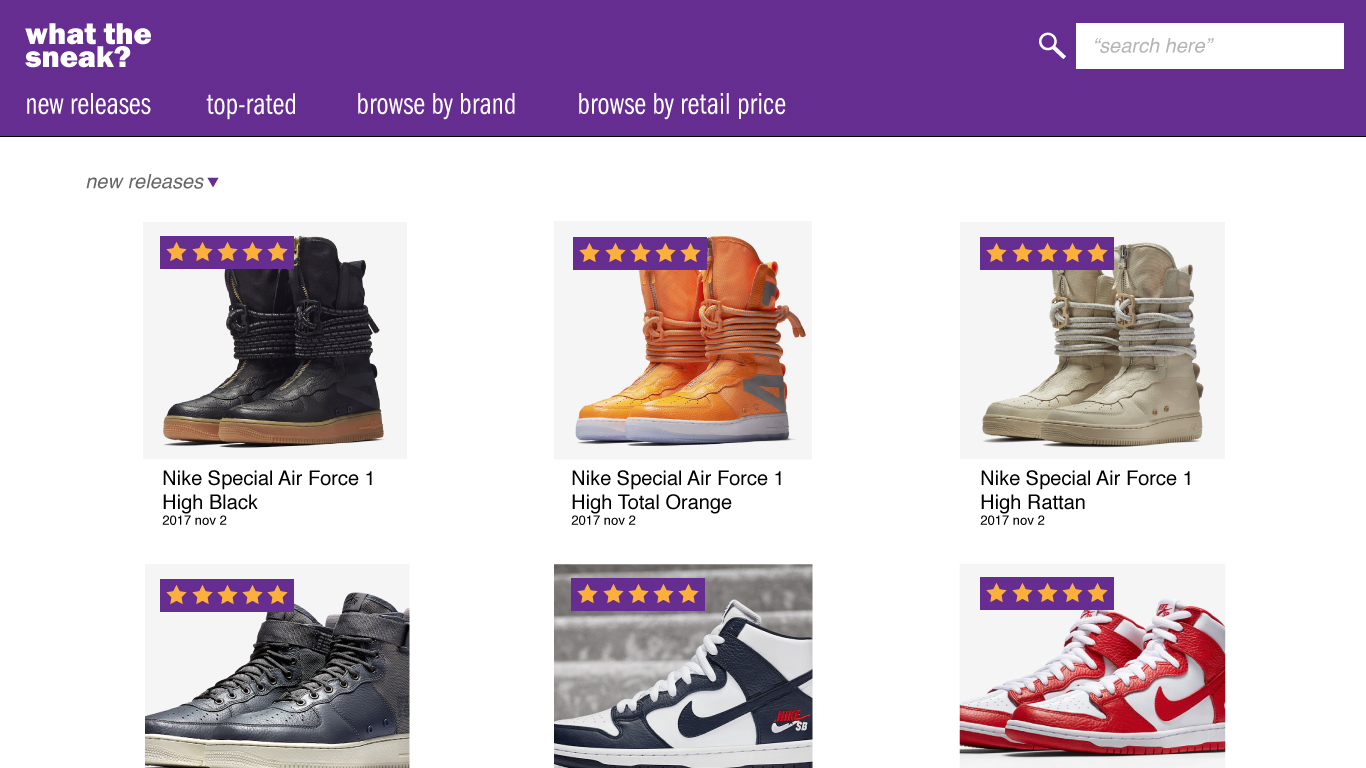 what the
sneak?
“search here”
new releases top-rated browse by brand browse by retail price
new releases
Nike Special Air Force 1
High Black
2017 nov 2
Nike Special Air Force 1
High Total Orange
2017 nov 2
Nike Special Air Force 1
High Rattan
2017 nov 2
NIKE
SB